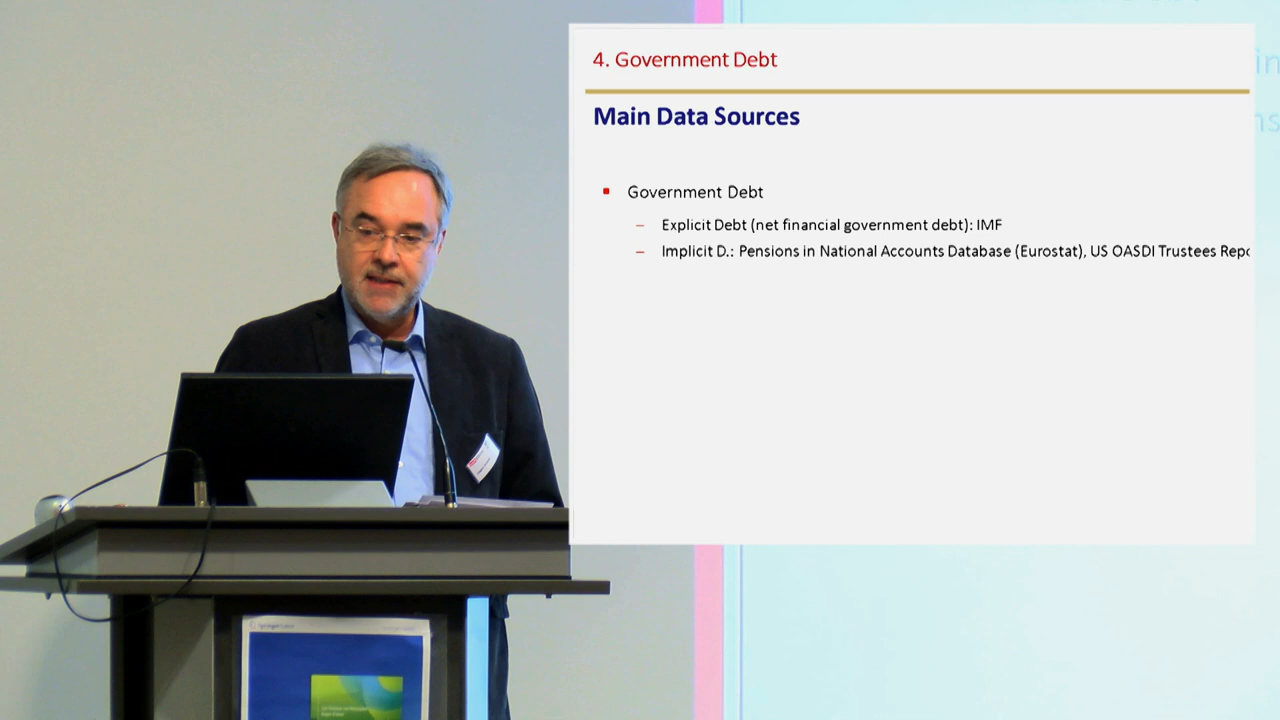 4. Government Debt
Main Data Sources
Government Debt
– Explicit Debt (net financial government debt): IMF
– Implicit D.: Pensions in National Accounts Database (Eurostat), US OASDI Trustees Repo